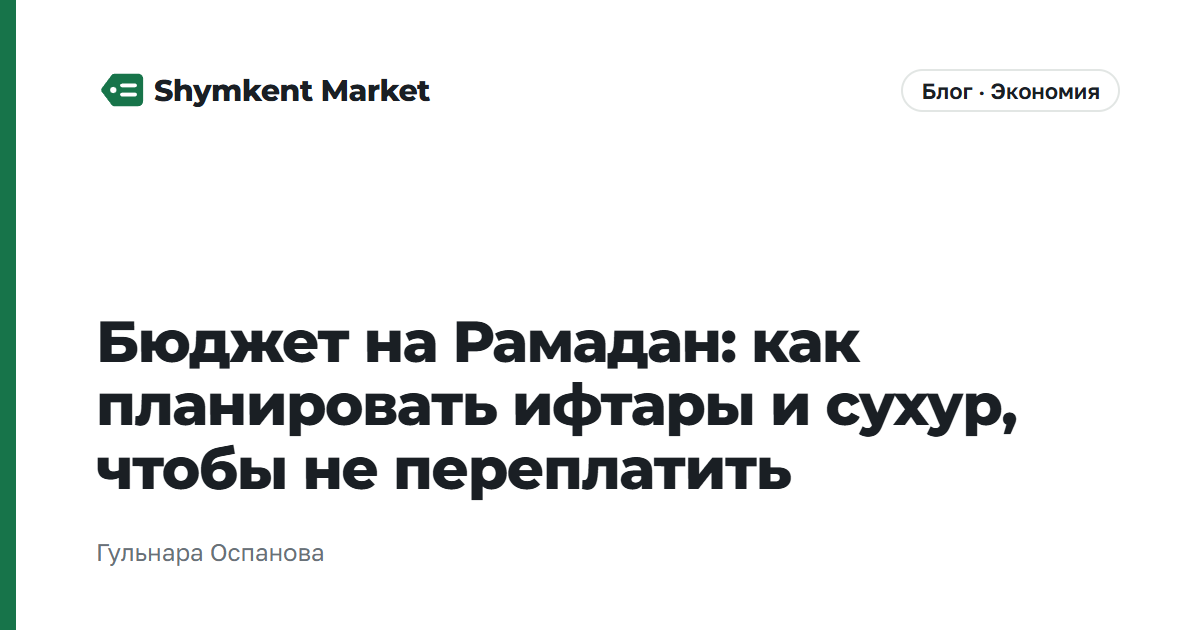 Shymkent Market
Блог · Экономия
Бюджет на Рамадан: как
планировать ифтары и сухур,
чтобы не переплатить
Гульнара Оспанова